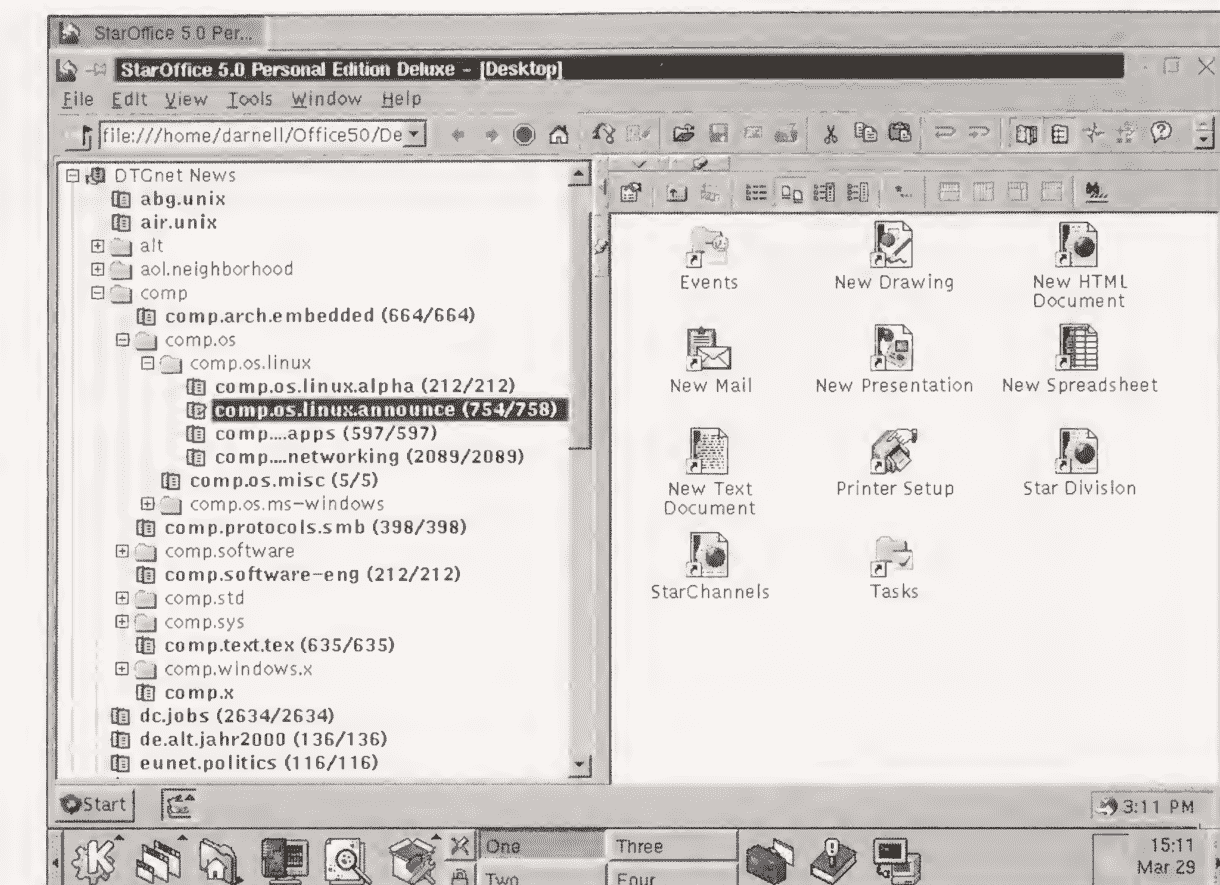 StarOffice 5.0 Per...
StarOffice 5.0 Personal Edition Deluxe - [Desktop]
File Edit View Tools Window Help
file:///home/darnell/Office50/De
DTGnet News
abg.unix
air.unix
alt
aol.neighborhood
comp
comp.arch.embedded (664/664)
comp.os
comp.os.linux
comp.os.linux.alpha (212/212)
comp.os.linux.announce (754/758)
comp....apps (597/597)
comp....networking (2089/2089)
comp.os.misc (5/5)
comp.os.ms-windows
comp.protocols.smb (398/398)
comp.software
comp.software-eng (212/212)
comp.std
comp.sys
comp.text.tex (635/635)
comp.windows.x
comp.x
dc.jobs (2634/2634)
de.alt.jahr2000 (136/136)
eunet.politics (116/116)
Events
New Drawing
New HTML
Document
New Mail
New Presentation
New Spreadsheet
New Text
Document
Printer Setup
Star Division
StarChannels
Tasks
Start
3:11 PM
One
Three
Two
Four
15:11
Mar 29